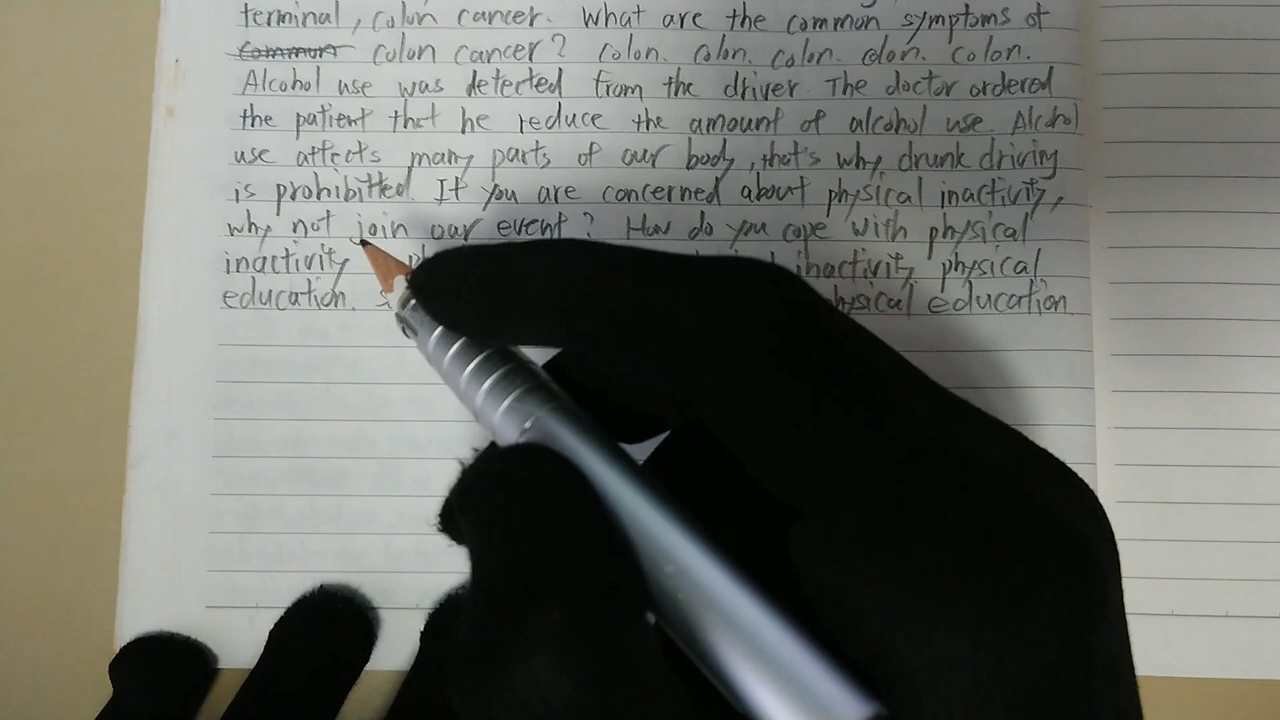 terminal, colon cancer. What are the common symptoms of
common colon cancer? colon. colon. colon. colon. colon.
Alcohol use was detected from the driver. The doctor ordered
the patient that he reduce the amount of alcohol use. Alcohol
use affects many parts of our body, that's why drunk driving
is prohibitted. If you are concerned about physical inactivity,
why not join our event? How do you cope with physical
inactivity inactivity physical
education. physical education